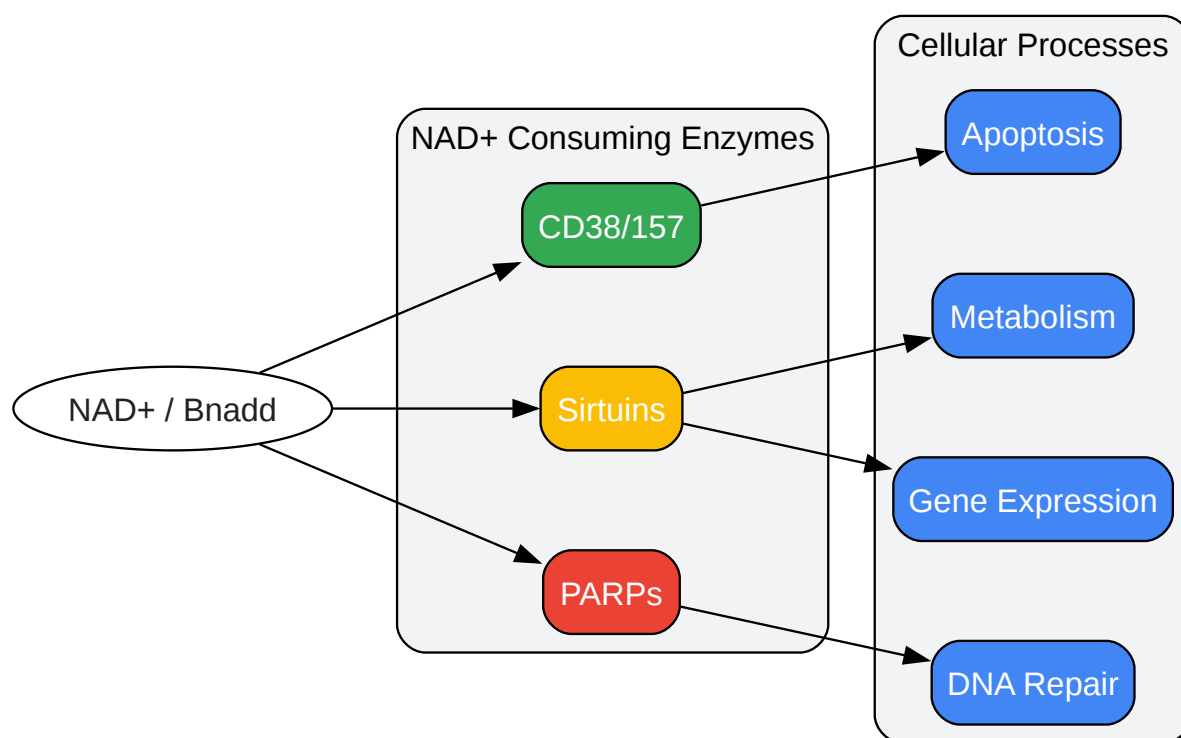 NAD+ / Bnadd
NAD+ Consuming Enzymes
CD38/157
Sirtuins
PARPs
Cellular Processes
Apoptosis
Metabolism
Gene Expression
DNA Repair